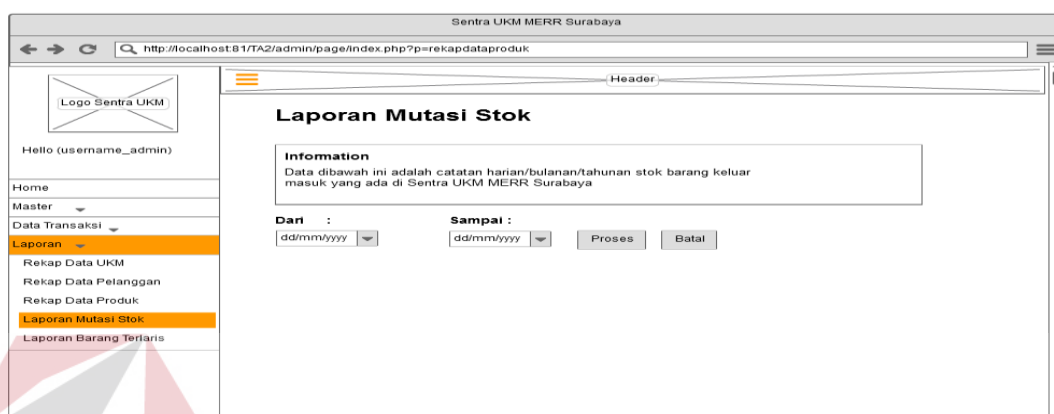 Sentra UKM MERR Surabaya
http://localhost:81/TA2/admin/page/index.php?p=rekapdataproduk
Header
Logo Sentra UKM
Hello (username_admin)
Home
Master
Data Transaksi
Laporan
Rekap Data UKM
Rekap Data Pelanggan
Rekap Data Produk
Laporan Mutasi Stok
Laporan Barang Terlaris
Laporan Mutasi Stok
Information
Data dibawah ini adalah catatan harian/bulanan/tahunan stok barang keluar
masuk yang ada di Sentra UKM MERR Surabaya
Dari : Sampai :
dd/mm/yyyy dd/mm/yyyy Proses Batal